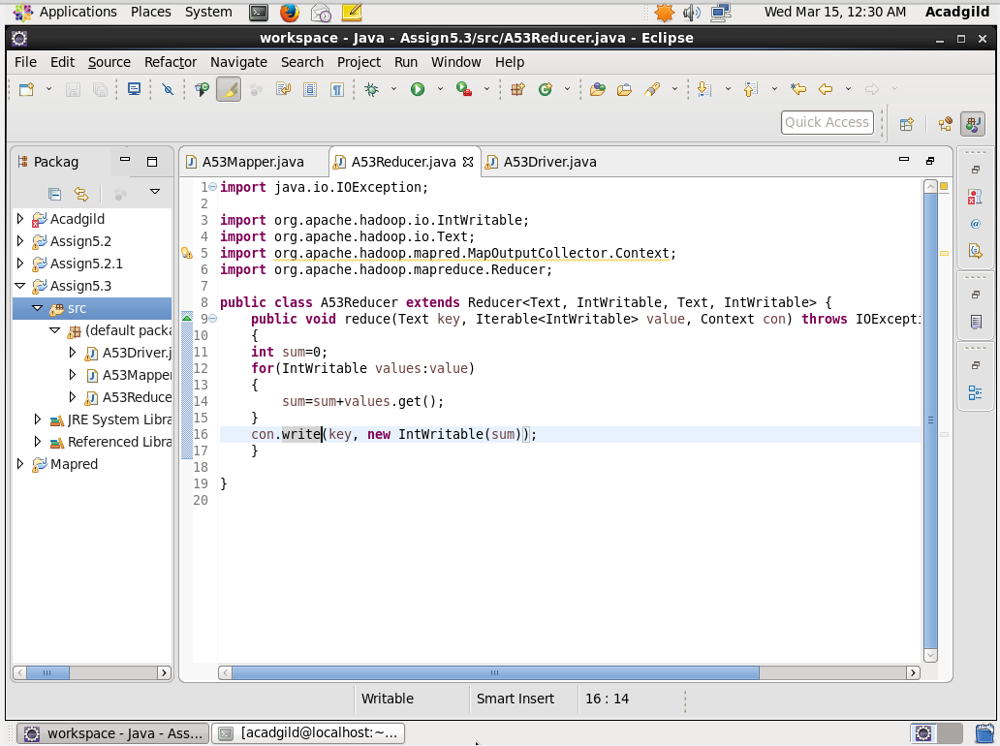 Applications Places System Wed Mar 15, 12:30 AM Acadgild
workspace - Java - Assign5.3/src/A53Reducer.java - Eclipse
File Edit Source Refactor Navigate Search Project Run Window Help
Quick Access
Packag
Acadgild
Assign5.2
Assign5.2.1
Assign5.3
src
(default packa
A53Driver.j
A53Mapper
A53Reduce
JRE System Libra
Referenced Libra
Mapred
A53Mapper.java A53Reducer.java A53Driver.java
1 import java.io.IOException;
2
3 import org.apache.hadoop.io.IntWritable;
4 import org.apache.hadoop.io.Text;
5 import org.apache.hadoop.mapred.MapOutputCollector.Context;
6 import org.apache.hadoop.mapreduce.Reducer;
7
8 public class A53Reducer extends Reducer<Text, IntWritable, Text, IntWritable> {
9 public void reduce(Text key, Iterable<IntWritable> value, Context con) throws IOExcepti
10 {
11 int sum=0;
12 for(IntWritable values:value)
13 {
14 sum=sum+values.get();
15 }
16 con.write(key, new IntWritable(sum));
17 }
18
19 }
20
Writable Smart Insert 16 : 14
workspace - Java - Ass... [acadgild@localhost:~...